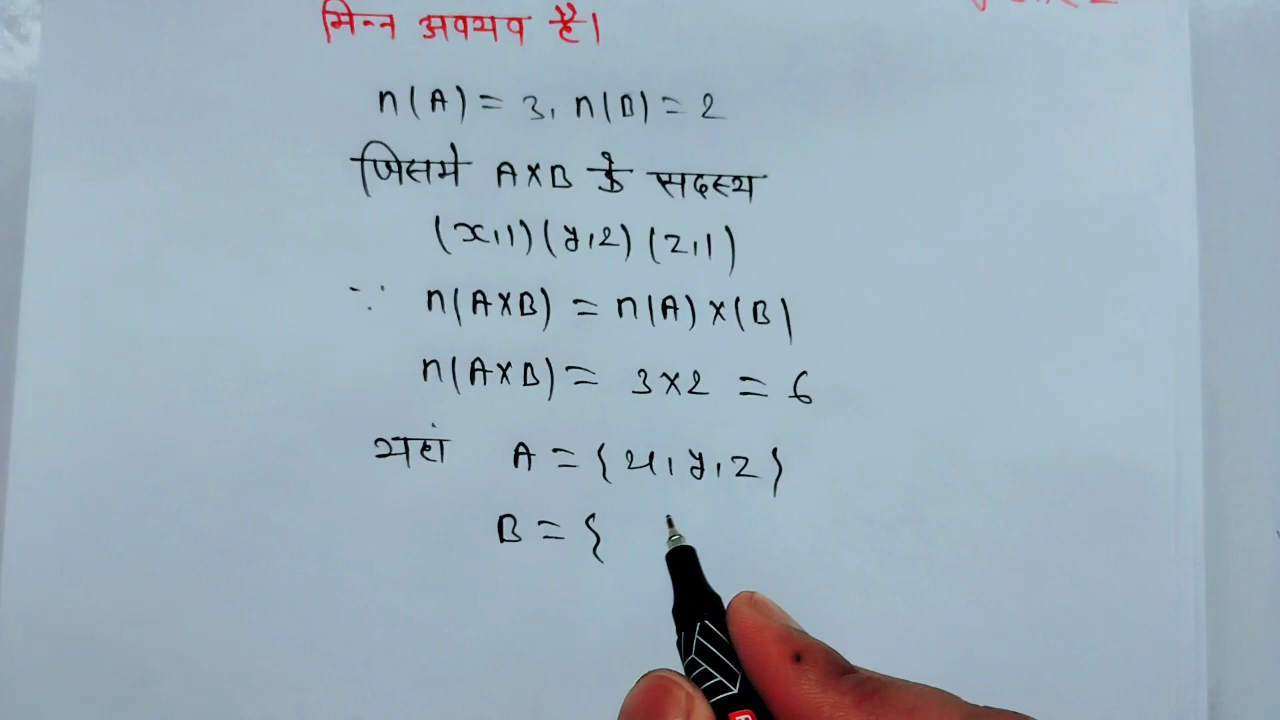 भिन्न अवयव है।
n(A) = 3, n(B) = 2
जिसमे A×B के सदस्य
(x,1) (y,2) (z,1)
∵ n(A×B) = n(A) × (B)
n(A×B) = 3×2 = 6
यहां A = {x, y, z}
B = {